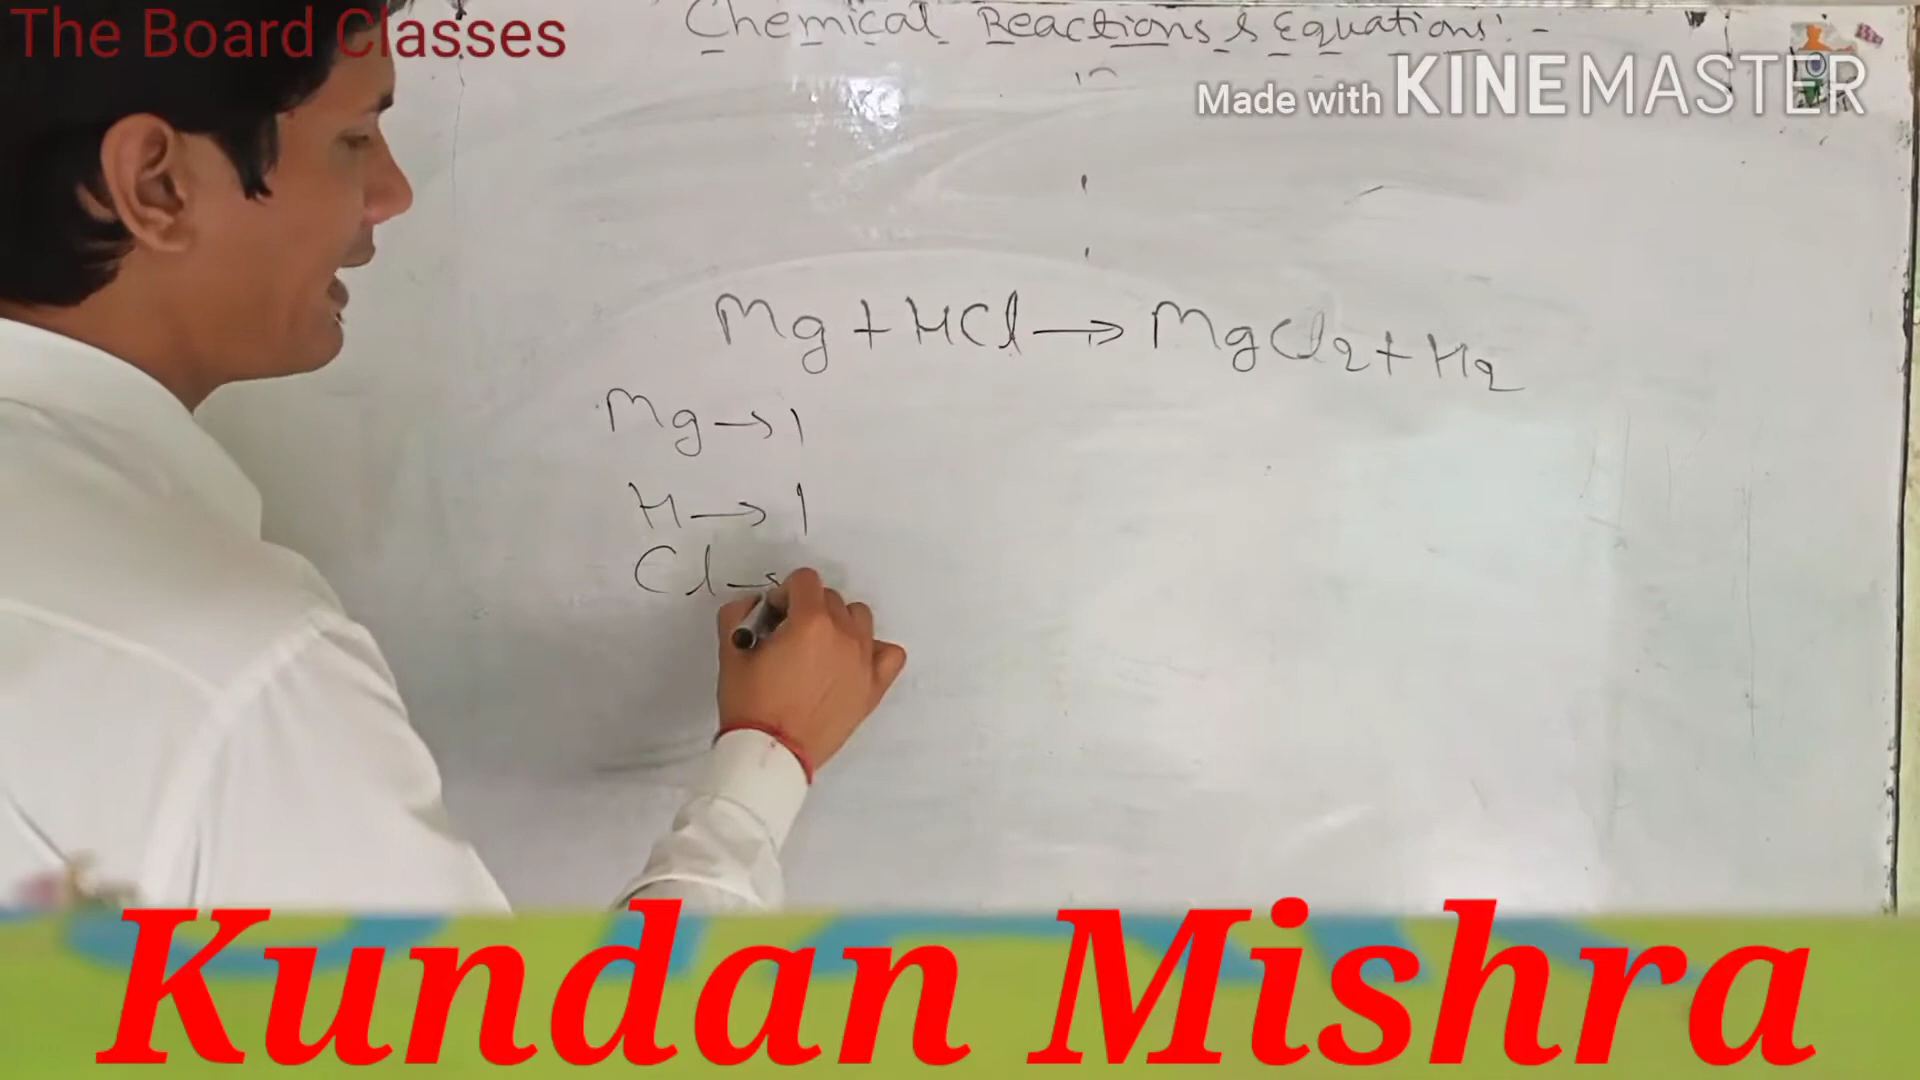 The Board Classes
Chemical Reactions & Equations:-
Made with KINEMASTER
Mg + HCl → MgCl2 + H2
Mg → 1
H → 1
Cl →
Kundan Mishra